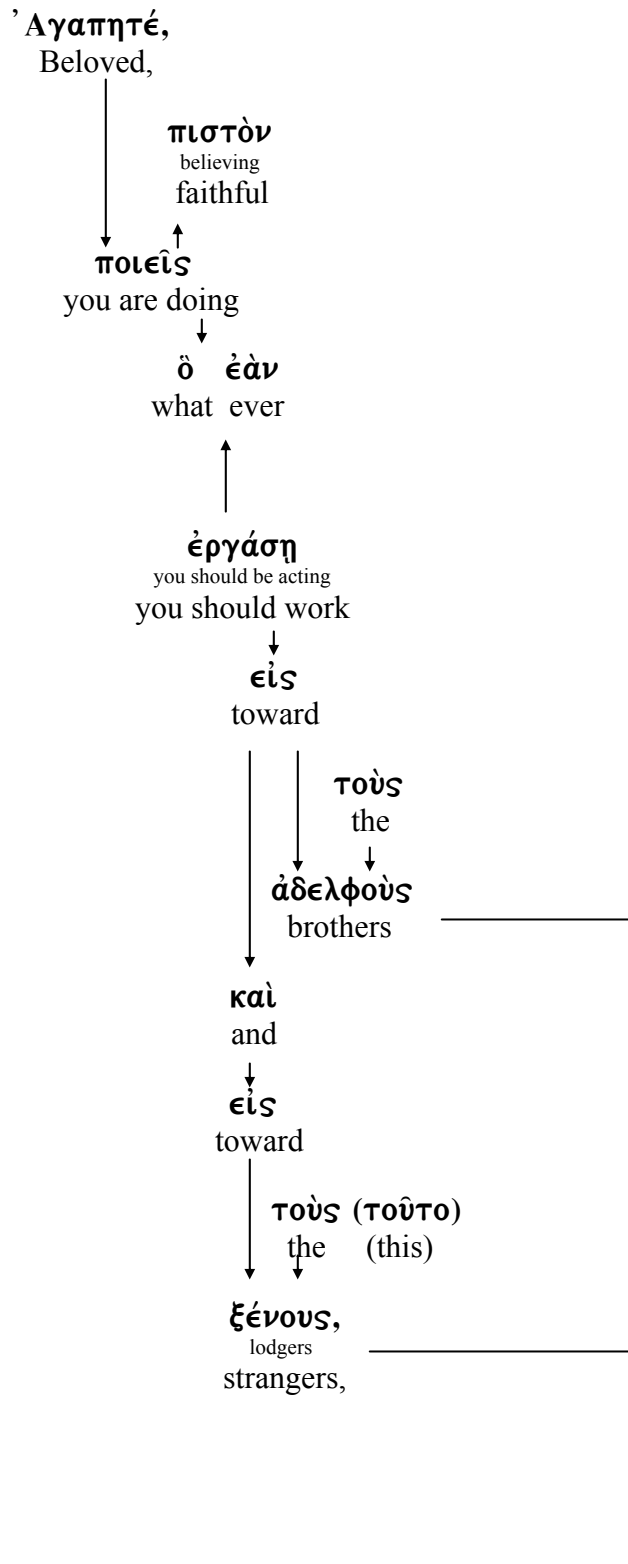 ᾿Αγαπητέ,
Beloved,
πιστὸν
believing
faithful
ποιεῖς
you are doing
ὃ ἐὰν
what ever
ἐργάσῃ
you should be acting
you should work
εἰς
toward
τοὺς
the
ἀδελφοὺς
brothers
καὶ
and
εἰς
toward
τοὺς (τοῦτο)
the (this)
ξένους,
lodgers
strangers,